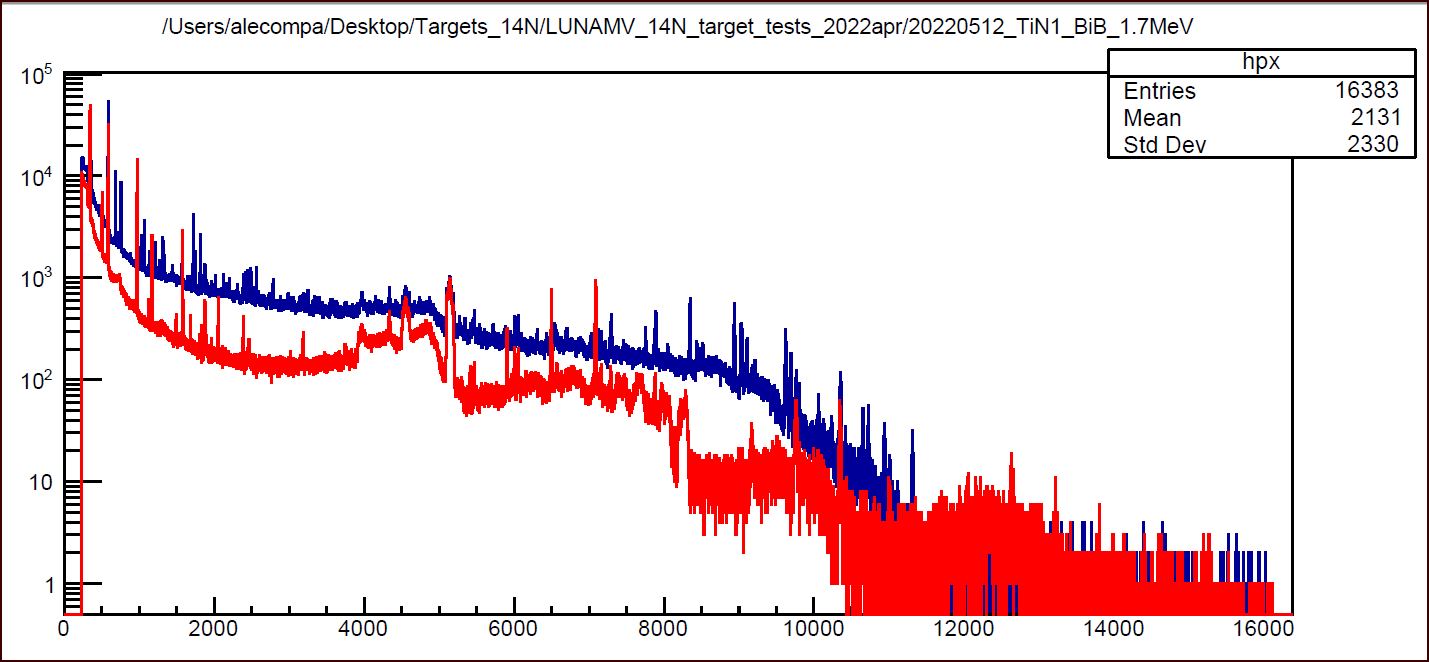 /Users/alecompa/Desktop/Targets_14N/LUNAMV_14N_target_tests_2022apr/20220512_TiN1_BiB_1.7MeV
hpx
Entries 16383
Mean 2131
Std Dev 2330
10^5
10^4
10^3
10^2
10
1
0 2000 4000 6000 8000 10000 12000 14000 16000